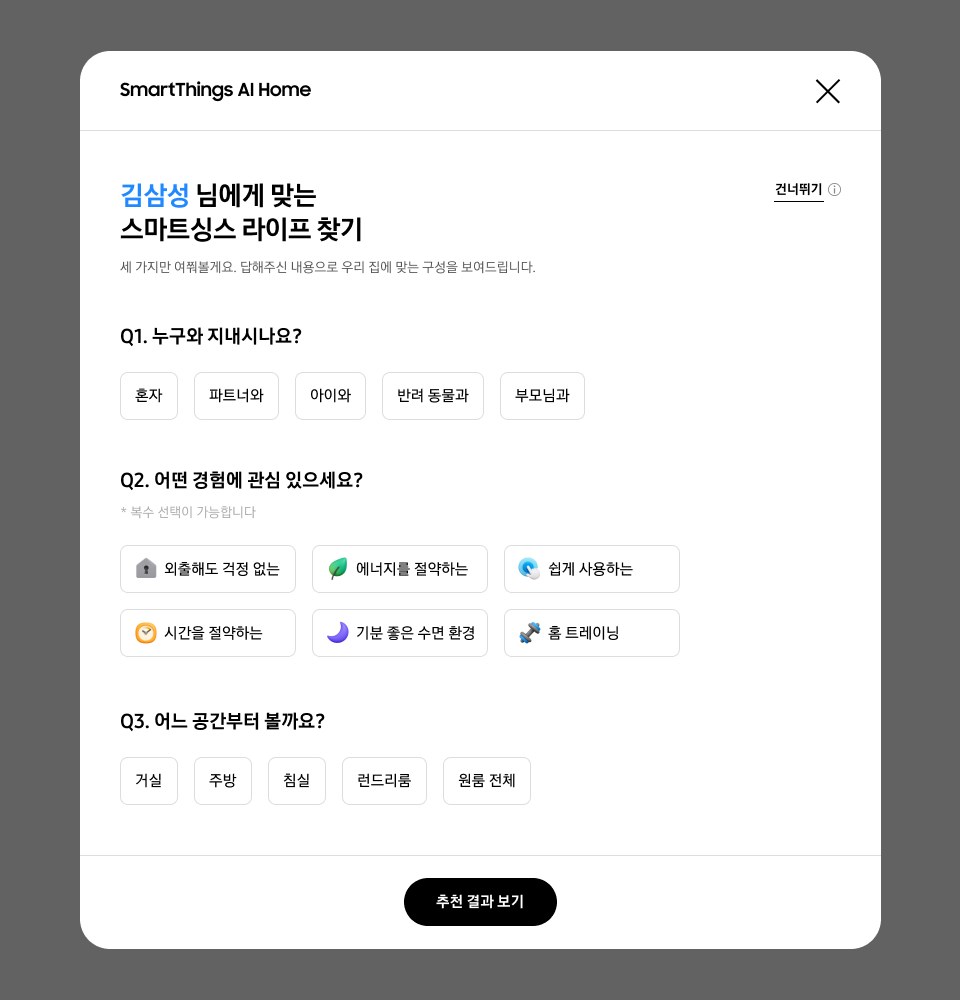 SmartThings AI Home
김삼성 님에게 맞는
스마트싱스 라이프 찾기
건너뛰기
세 가지만 여쭤볼게요. 답해주신 내용으로 우리 집에 맞는 구성을 보여드립니다.
Q1. 누구와 지내시나요?
혼자 파트너와 아이와 반려 동물과 부모님과
Q2. 어떤 경험에 관심 있으세요?
* 복수 선택이 가능합니다
외출해도 걱정 없는 에너지를 절약하는 쉽게 사용하는
시간을 절약하는 기분 좋은 수면 환경 홈 트레이닝
Q3. 어느 공간부터 볼까요?
거실 주방 침실 런드리룸 원룸 전체
추천 결과 보기